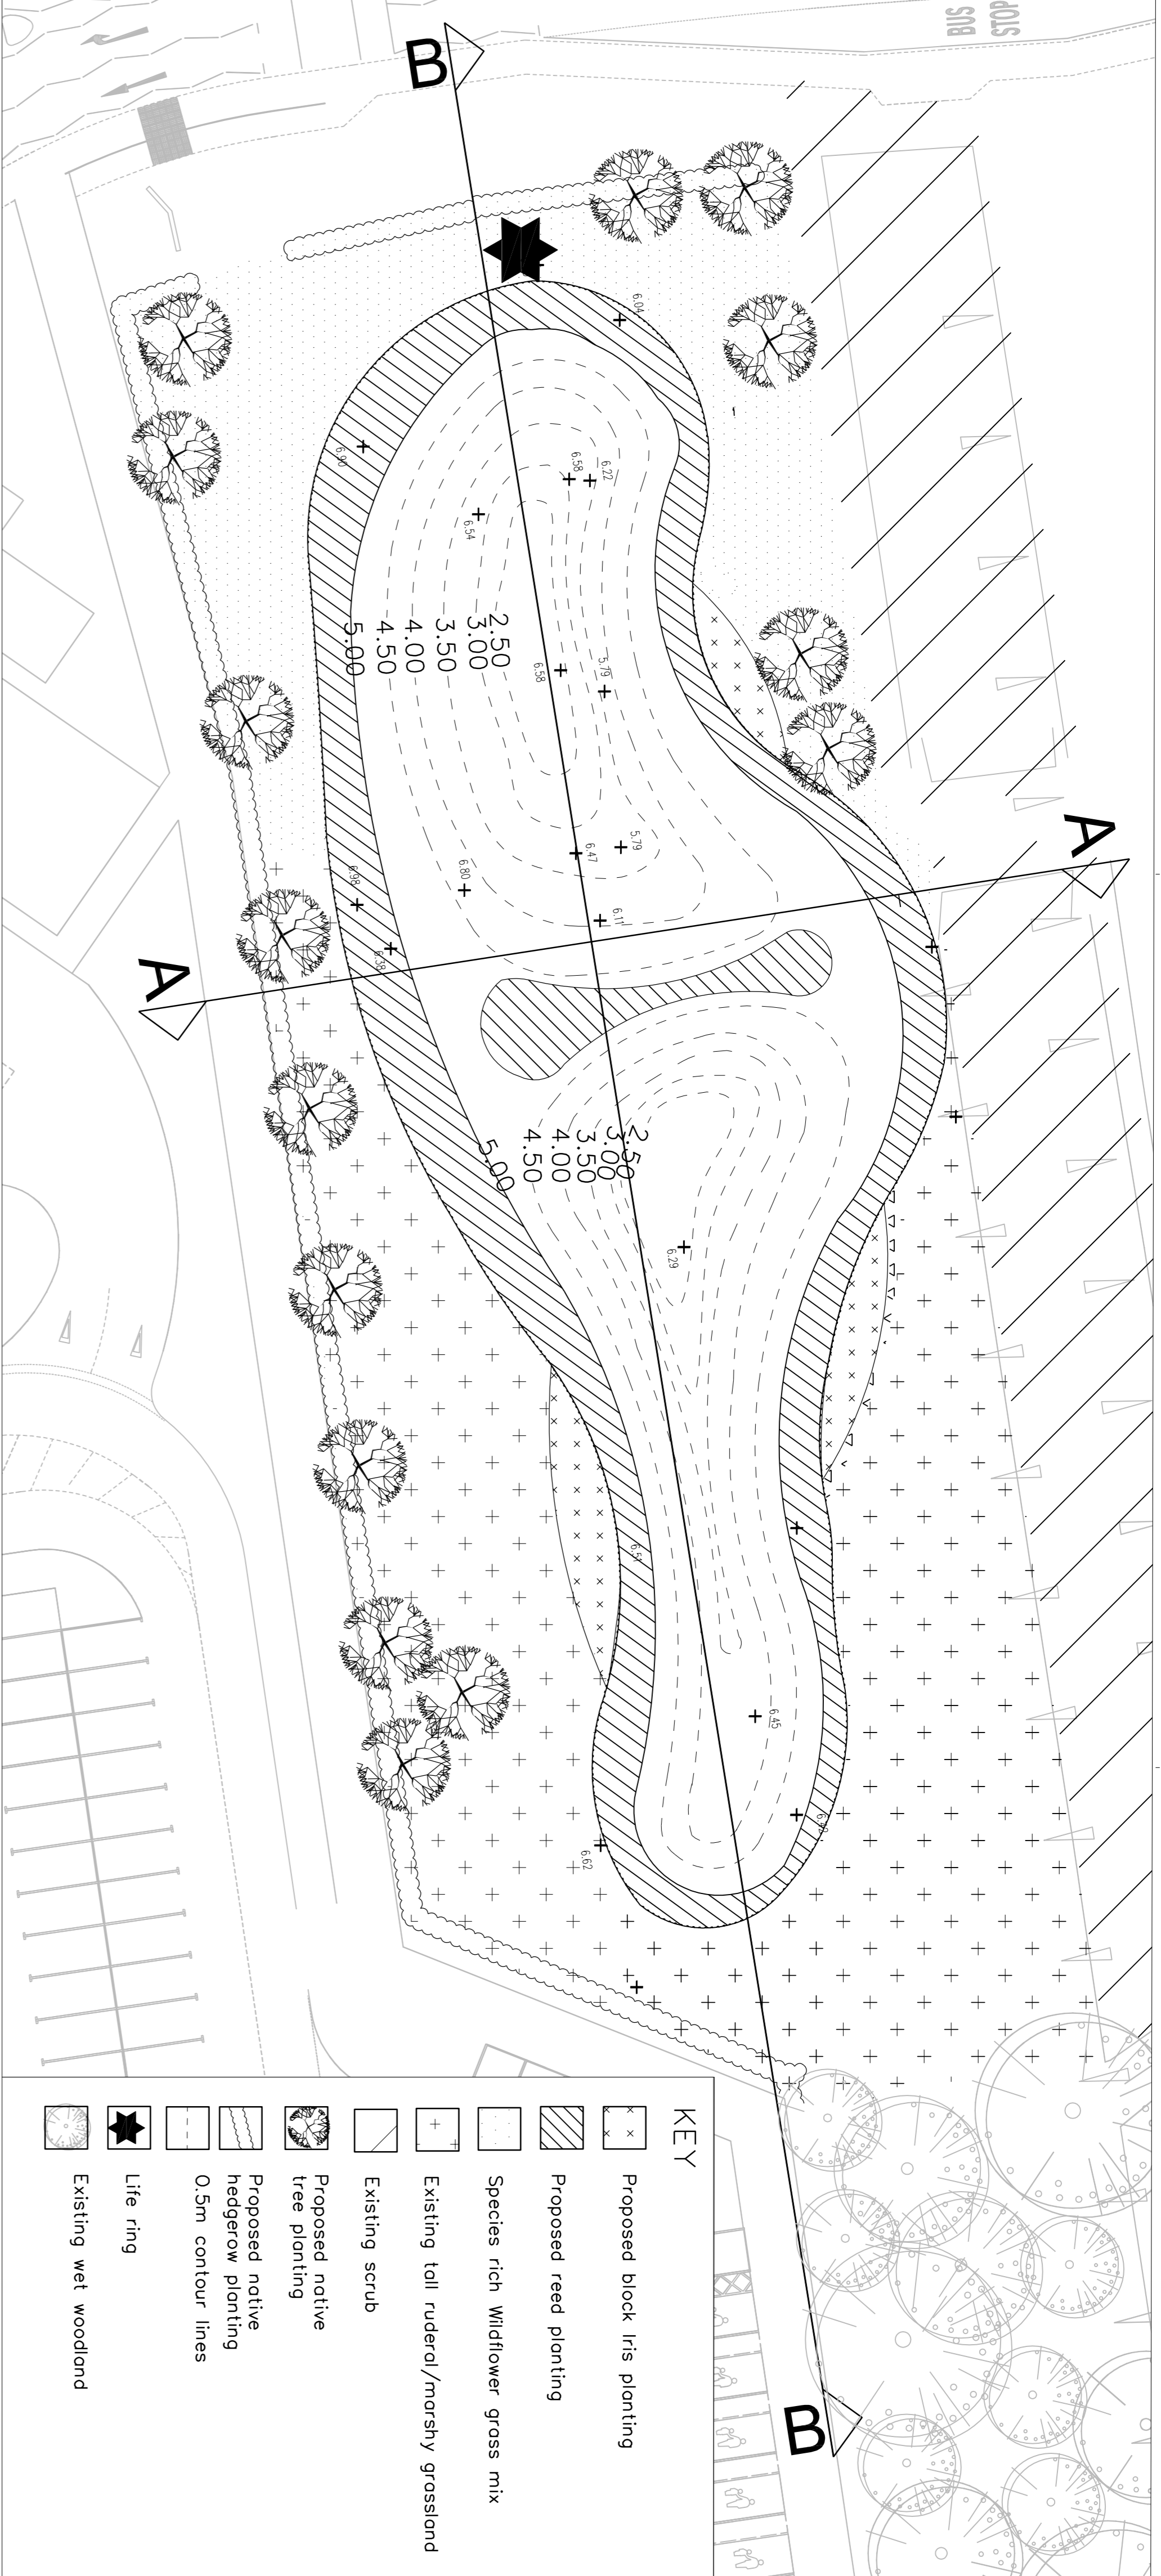 BUS
STOP
B
A
6.04
6.90
6.58
6.22
6.54
2.50
3.00
3.50
4.00
4.50
5.00
6.58
5.79
5.79
6.47
6.80
6.98
6.11
6.38
A
2.50
3.00
3.50
4.00
4.50
5.00
6.29
6.51
6.45
6.62
B
KEY
Proposed block Iris planting
Proposed reed planting
Species rich Wildflower grass mix
Existing tall ruderal/marshy grassland
Existing scrub
Proposed native
tree planting
Proposed native
hedgerow planting
0.5m contour lines
Life ring
Existing wet woodland